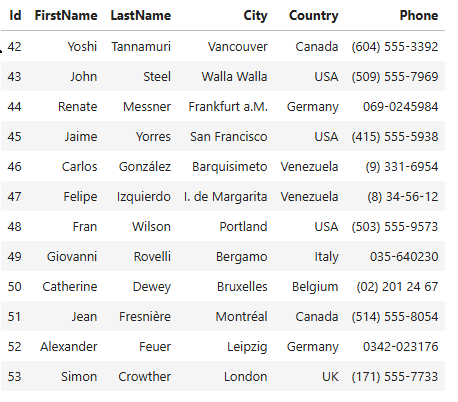 Id FirstName LastName City Country Phone
42 Yoshi Tannamuri Vancouver Canada (604) 555-3392
43 John Steel Walla Walla USA (509) 555-7969
44 Renate Messner Frankfurt a.M. Germany 069-0245984
45 Jaime Yorres San Francisco USA (415) 555-5938
46 Carlos González Barquisimeto Venezuela (9) 331-6954
47 Felipe Izquierdo I. de Margarita Venezuela (8) 34-56-12
48 Fran Wilson Portland USA (503) 555-9573
49 Giovanni Rovelli Bergamo Italy 035-640230
50 Catherine Dewey Bruxelles Belgium (02) 201 24 67
51 Jean Fresnière Montréal Canada (514) 555-8054
52 Alexander Feuer Leipzig Germany 0342-023176
53 Simon Crowther London UK (171) 555-7733